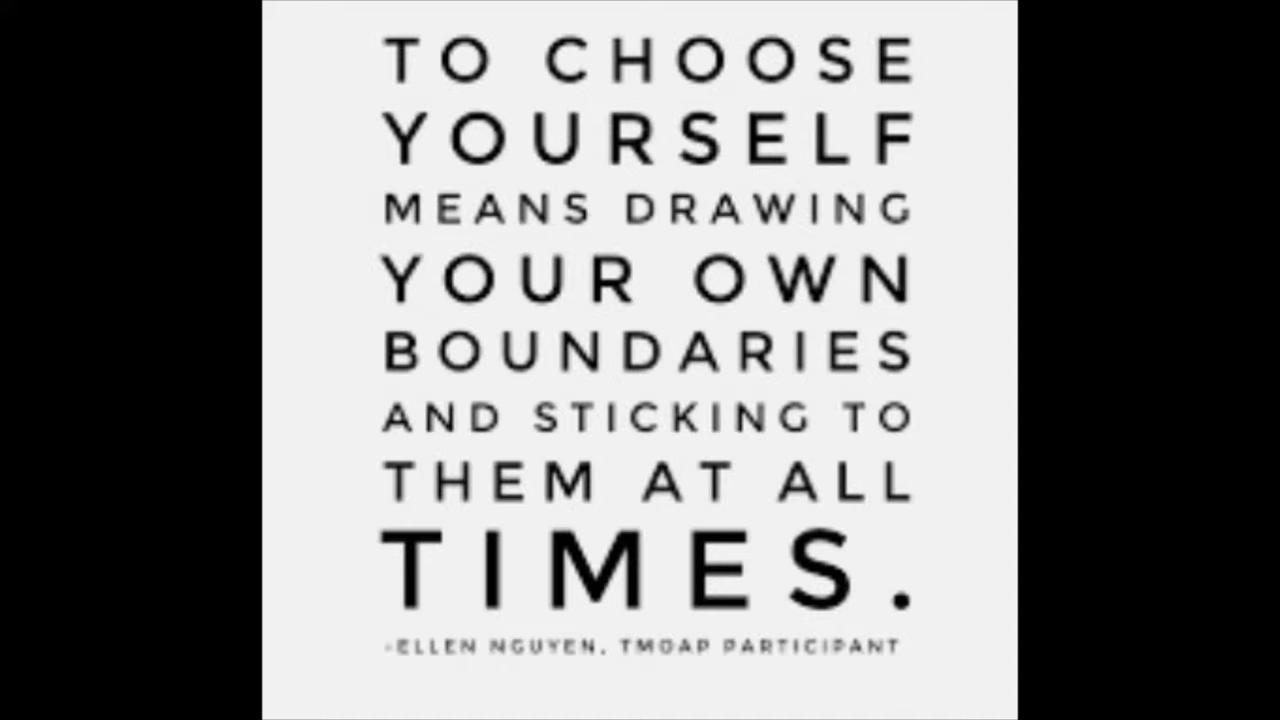 TO CHOOSE
YOURSELF
MEANS DRAWING
YOUR OWN
BOUNDARIES
AND STICKING TO
THEM AT ALL
TIMES.
-ELLEN NGUYEN, TMOAP PARTICIPANT